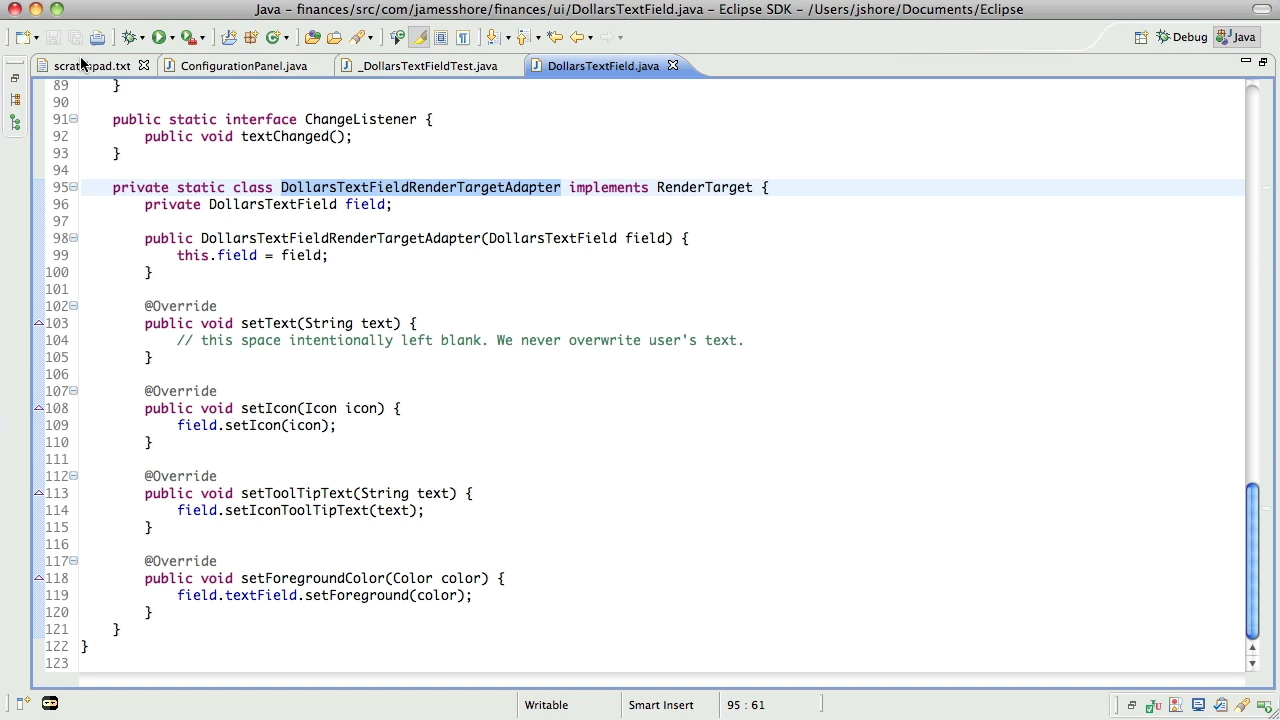 Java – finances/src/com/jamesshore/finances/ui/DollarsTextField.java – Eclipse SDK – /Users/jshore/Documents/Eclipse
Debug Java
scratchpad.txt ConfigurationPanel.java _DollarsTextFieldTest.java DollarsTextField.java
89 }
90
91 public static interface ChangeListener {
92 public void textChanged();
93 }
94
95 private static class DollarsTextFieldRenderTargetAdapter implements RenderTarget {
96 private DollarsTextField field;
97
98 public DollarsTextFieldRenderTargetAdapter(DollarsTextField field) {
99 this.field = field;
100 }
101
102 @Override
103 public void setText(String text) {
104 // this space intentionally left blank. We never overwrite user's text.
105 }
106
107 @Override
108 public void setIcon(Icon icon) {
109 field.setIcon(icon);
110 }
111
112 @Override
113 public void setToolTipText(String text) {
114 field.setIconToolTipText(text);
115 }
116
117 @Override
118 public void setForegroundColor(Color color) {
119 field.textField.setForeground(color);
120 }
121 }
122 }
123
Writable Smart Insert 95 : 61